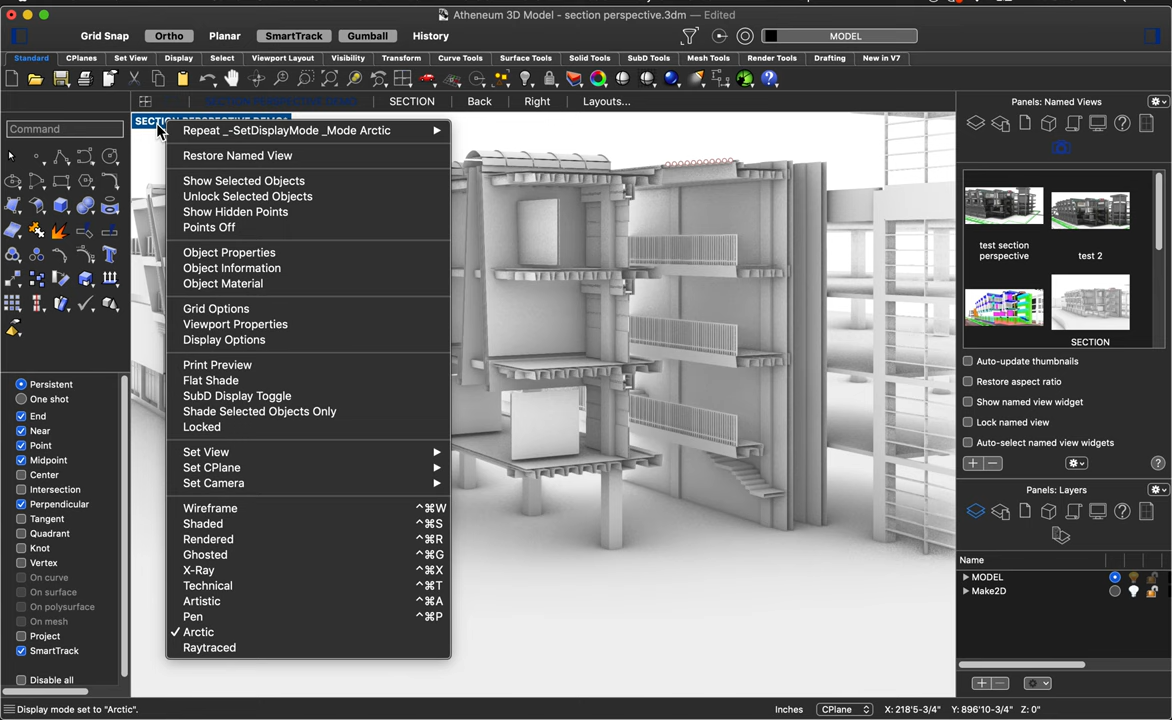 Atheneum 3D Model - section perspective.3dm — Edited
Grid Snap Ortho Planar SmartTrack Gumball History MODEL
Standard CPlanes Set View Display Select Viewport Layout Visibility Transform Curve Tools Surface Tools Solid Tools SubD Tools Mesh Tools Render Tools Drafting New in V7
SECTION PERSPECTIVE DEMO SECTION Back Right Layouts...
Panels: Named Views
Command
SECTION PERSPECTIVE DEMO
Repeat _-SetDisplayMode _Mode Arctic
Restore Named View
Show Selected Objects
Unlock Selected Objects
Show Hidden Points
Points Off
Object Properties
Object Information
Object Material
Grid Options
Viewport Properties
Display Options
Print Preview
Flat Shade
SubD Display Toggle
Shade Selected Objects Only
Locked
Set View
Set CPlane
Set Camera
Wireframe ^⌘W
Shaded ^⌘S
Rendered ^⌘R
Ghosted ^⌘G
X-Ray ^⌘X
Technical ^⌘T
Artistic ^⌘A
Pen ^⌘P
✓ Arctic
Raytraced
Persistent
One shot
End
Near
Point
Midpoint
Center
Intersection
Perpendicular
Tangent
Quadrant
Knot
Vertex
On curve
On surface
On polysurface
On mesh
Project
SmartTrack
Disable all
test section
perspective
test 2
SECTION
Auto-update thumbnails
Restore aspect ratio
Show named view widget
Lock named view
Auto-select named view widgets
Panels: Layers
Name
MODEL
Make2D
Display mode set to "Arctic".
Inches CPlane X: 218'5-3/4" Y: 896'10-3/4" Z: 0"